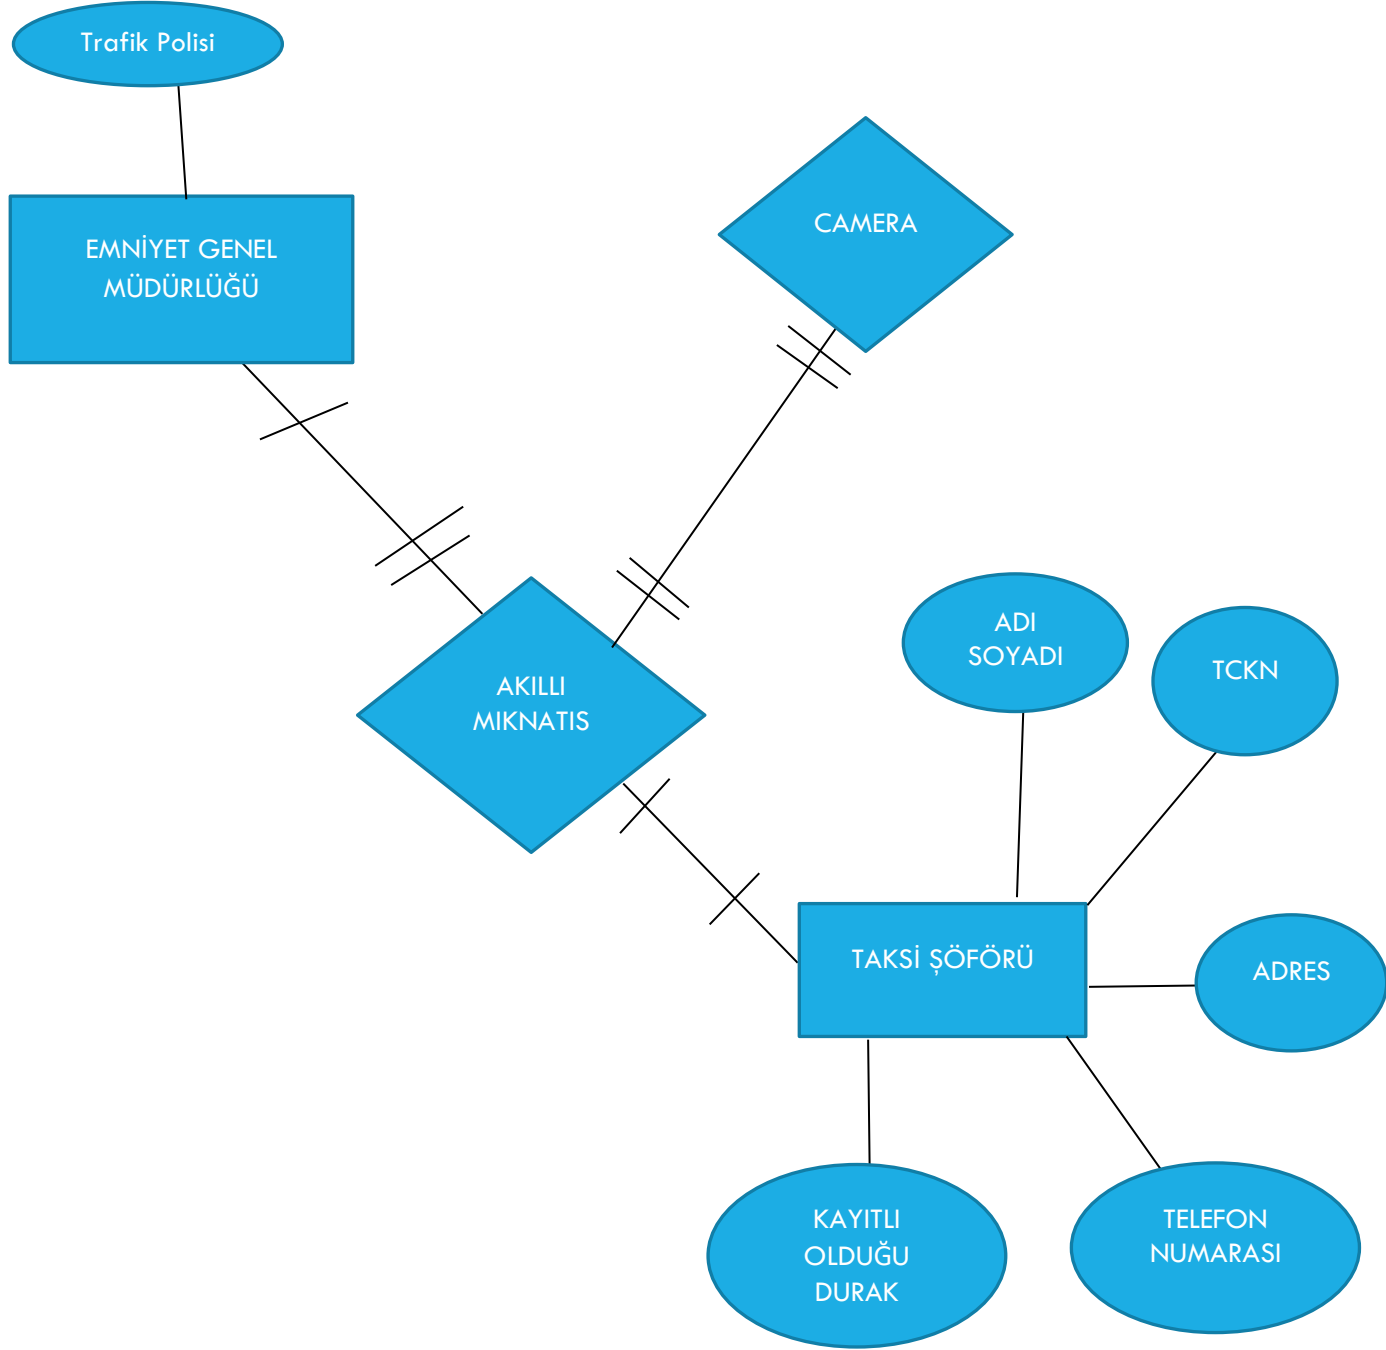 Trafik Polisi
EMNİYET GENEL
MÜDÜRLÜĞÜ
CAMERA
AKILLI
MIKNATIS
ADI
SOYADI
TCKN
TAKSİ ŞÖFÖRÜ
ADRES
KAYITLI
OLDUĞU
DURAK
TELEFON
NUMARASI